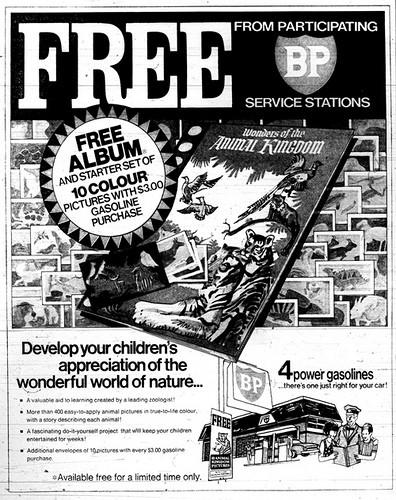 FREE
FROM PARTICIPATING
BP
SERVICE STATIONS
FREE
ALBUM
AND STARTER SET OF
10 COLOUR
PICTURES WITH $3.00
GASOLINE
PURCHASE
Wonders of the
ANIMAL KINGDOM
Develop your children's
appreciation of the
wonderful world of nature...
A valuable aid to learning created by a leading zoologist!
More than 400 easy-to-apply animal pictures in true-to-life colour,
with a story describing each animal!
A fascinating do-it-yourself project that will keep your children
entertained for weeks!
Additional envelopes of 10 pictures with every $3.00 gasoline
purchase.
*Available free for a limited time only.
BP
4 power gasolines
...there's one just right for your car!
FREE
ANIMAL
KINGDOM
PICTURES